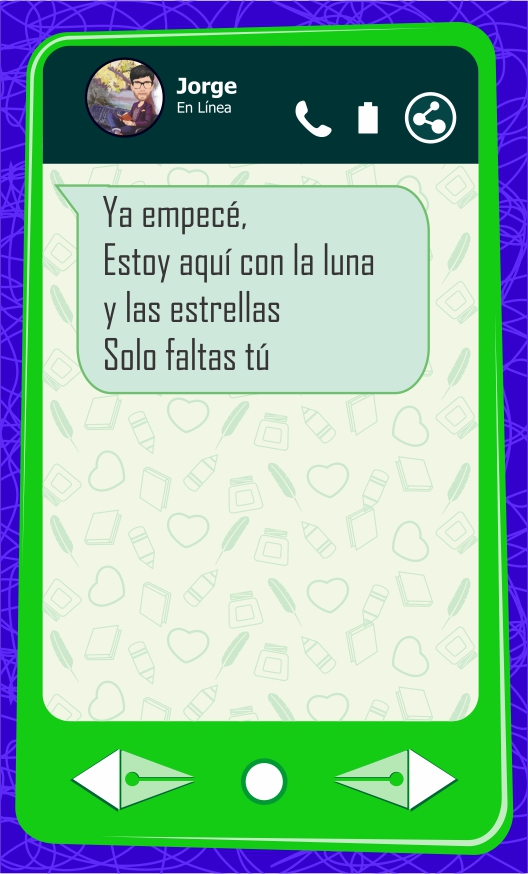 Jorge
En Línea
Ya empecé,
Estoy aquí con la luna
y las estrellas
Solo faltas tú